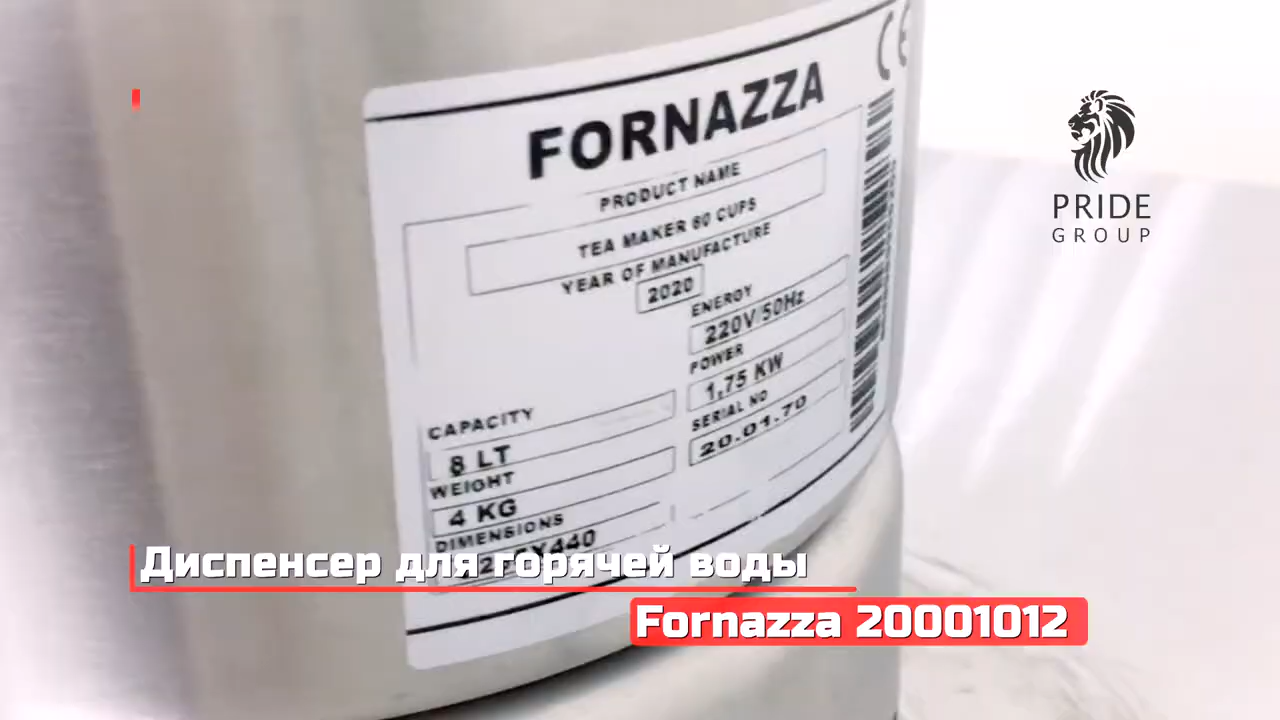 CE
FORNAZZA
PRODUCT NAME
TEA MAKER 60 CUPS
YEAR OF MANUFACTURE
2020
ENERGY
220V/50Hz
POWER
1,75 KW
SERIAL NO
20.01.70
CAPACITY
8 LT
WEIGHT
4 KG
DIMENSIONS
PRIDE
GROUP
Диспенсер для горячей воды
Fornazza 20001012